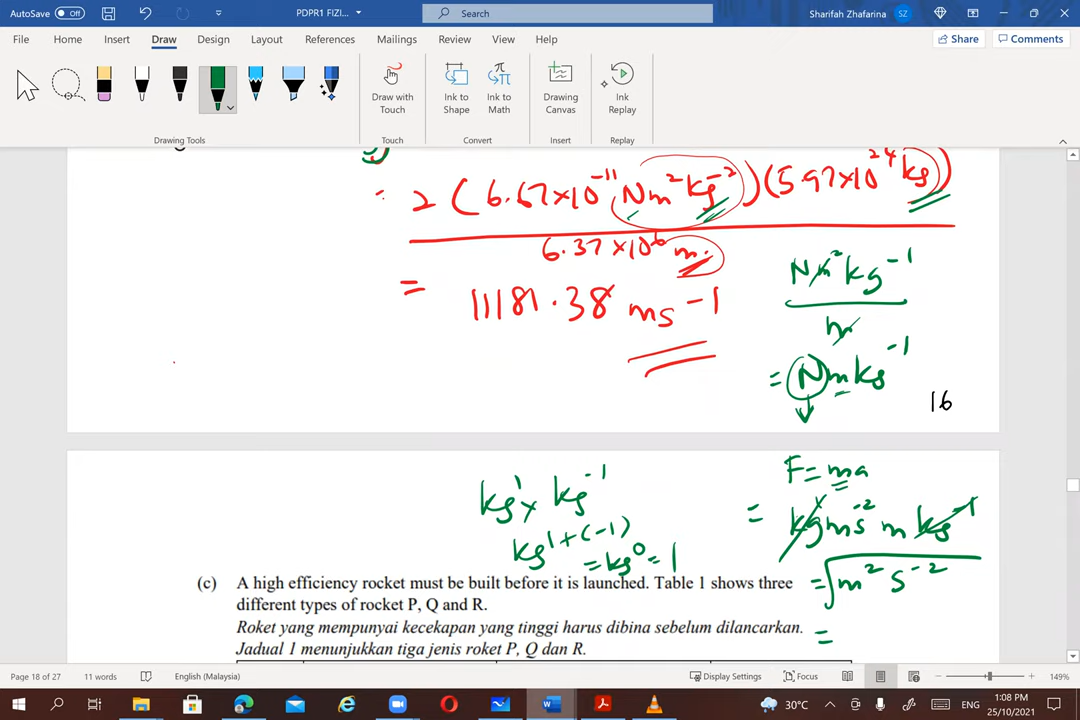 AutoSave Off PDPR1 FIZI... Search Sharifah Zhafarina SZ
File Home Insert Draw Design Layout References Mailings Review View Help Share Comments
Draw with Touch
Ink to Shape
Ink to Math
Drawing Canvas
Ink Replay
Drawing Tools Touch Convert Insert Replay
= 2 ( 6.67×10⁻¹¹ Nm² kg⁻² ) (5.97×10²⁴ kg)
6.37 ×10⁶ m.
= 11181.38 ms⁻¹
Nm² kg⁻¹
m
= Nm kg⁻¹
16
F = ma
kg¹ × kg⁻¹
= kg ms⁻² m kg⁻¹
kg¹⁺⁽⁻¹⁾
= kg⁰ = 1
= √m² s⁻²
=
(c) A high efficiency rocket must be built before it is launched. Table 1 shows three
different types of rocket P, Q and R.
Roket yang mempunyai kecekapan yang tinggi harus dibina sebelum dilancarkan.
Jadual 1 menunjukkan tiga jenis roket P, Q dan R.
Page 18 of 27 11 words English (Malaysia) Display Settings Focus 149%
30°C ENG 1:08 PM
25/10/2021